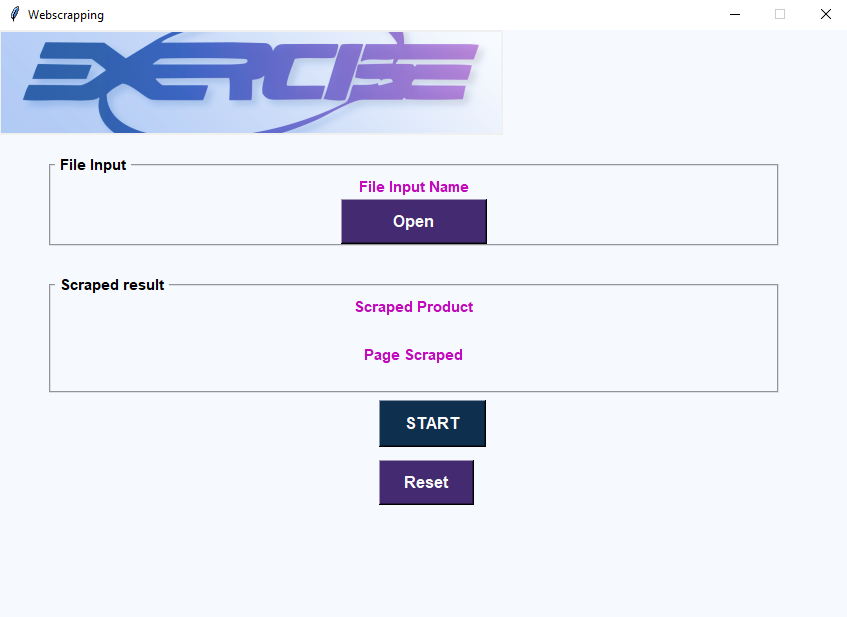 Webscrapping
EXERCISE
File Input
File Input Name
Open
Scraped result
Scraped Product
Page Scraped
START
Reset